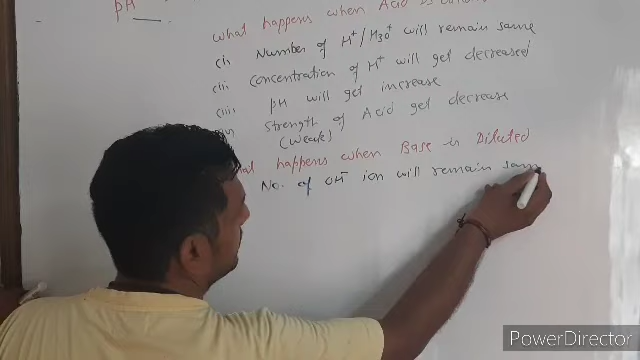 pH
what happens when Acid is
(i) Number of H+/H3O+ will remain same
(ii) Concentration of H+ will get decreased
(iii) pH will get increase
Strength of Acid get decrease
(weak)
happens when Base is Diluted
No. of OH- ion will remain sam
PowerDirector